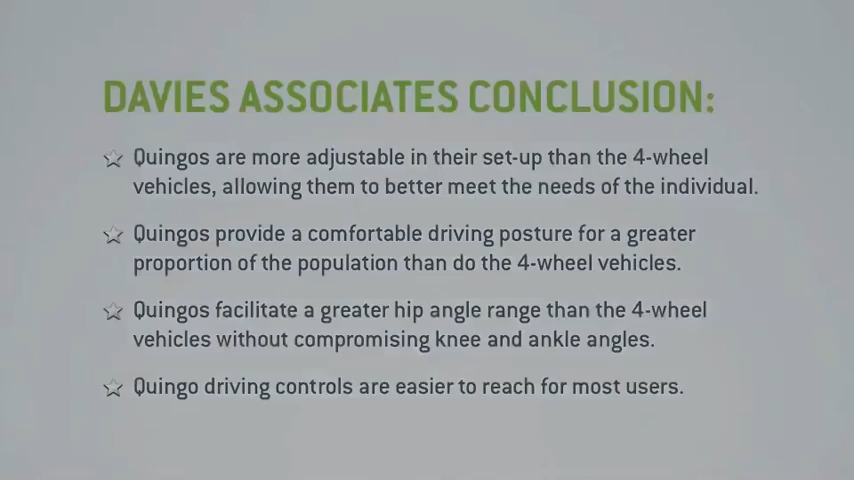 DAVIES ASSOCIATES CONCLUSION:
Quingos are more adjustable in their set-up than the 4-wheel
vehicles, allowing them to better meet the needs of the individual.
Quingos provide a comfortable driving posture for a greater
proportion of the population than do the 4-wheel vehicles.
Quingos facilitate a greater hip angle range than the 4-wheel
vehicles without compromising knee and ankle angles.
Quingo driving controls are easier to reach for most users.